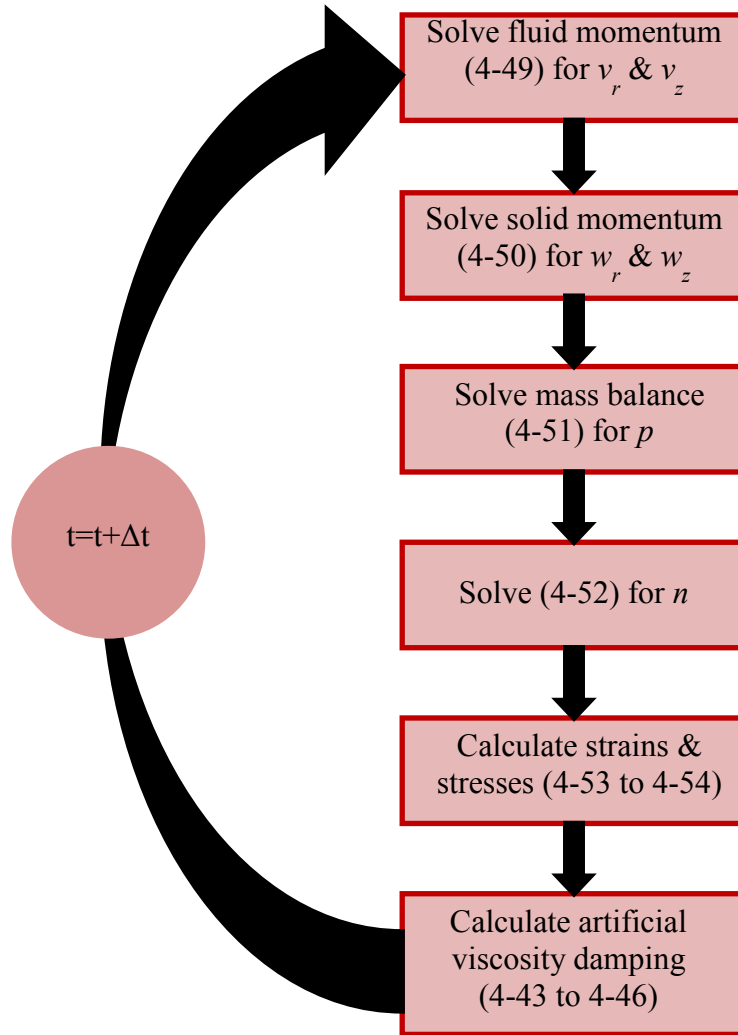 Solve fluid momentum
(4-49) for v_r & v_z
Solve solid momentum
(4-50) for w_r & w_z
Solve mass balance
(4-51) for p
t=t+Δt
Solve (4-52) for n
Calculate strains &
stresses (4-53 to 4-54)
Calculate artificial
viscosity damping
(4-43 to 4-46)